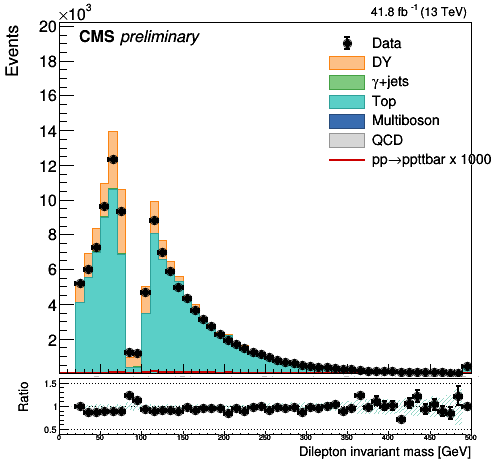 20×10³
41.8 fb⁻¹ (13 TeV)
CMS preliminary
Events
18
16
14
12
10
8
6
4
2
Data
DY
γ+jets
Top
Multiboson
QCD
pp→ppttbar x 1000
Ratio
1.5
1
0.5
0 50 100 150 200 250 300 350 400 450 500
Dilepton invariant mass [GeV]